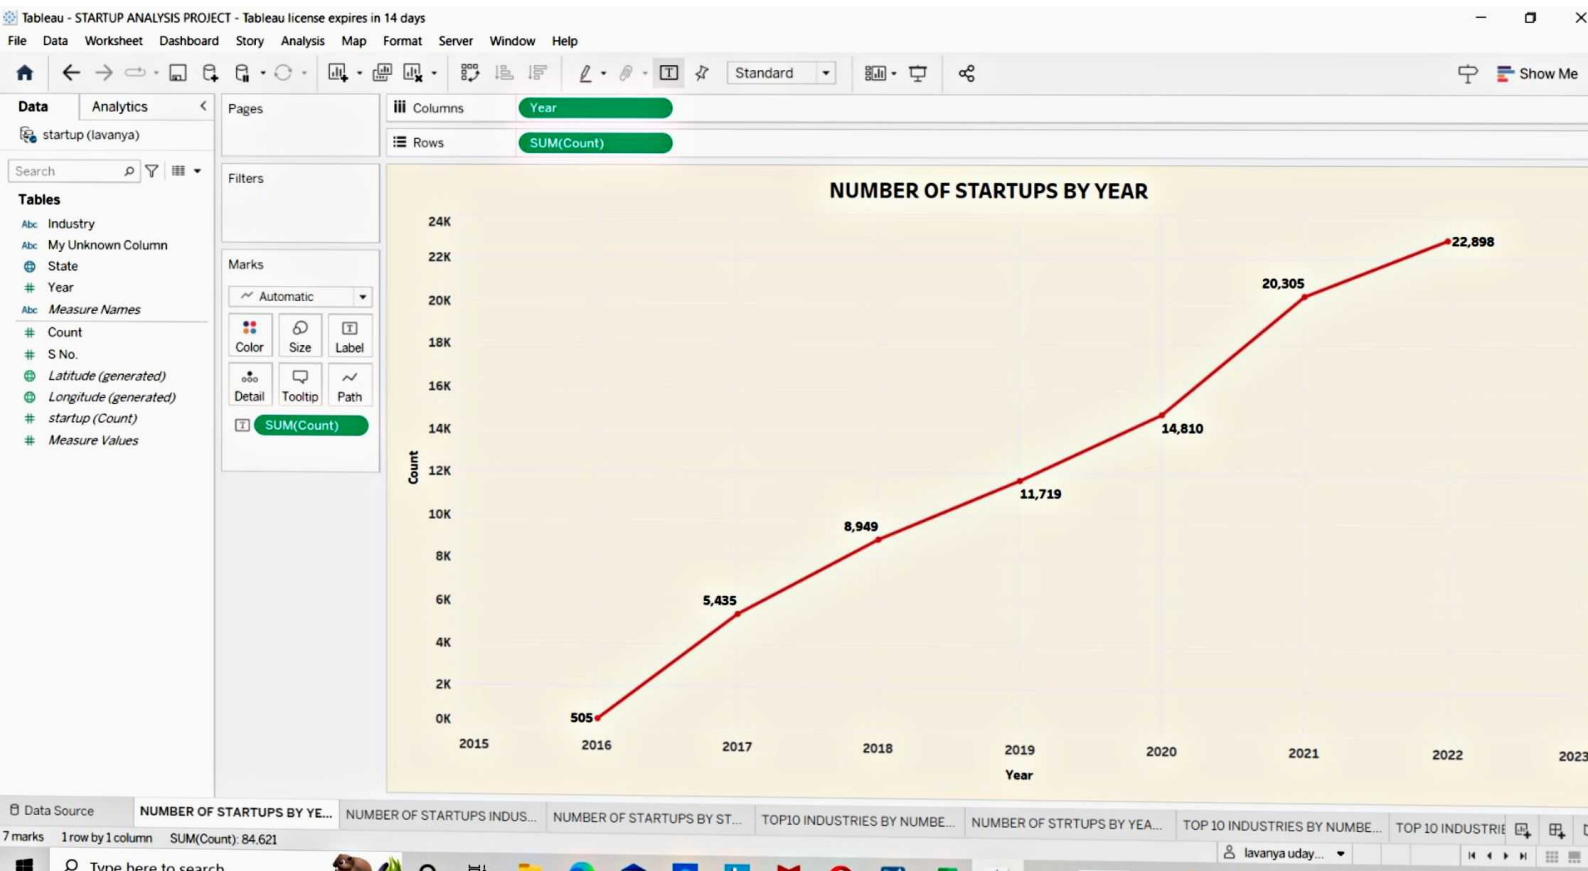 Tableau - STARTUP ANALYSIS PROJECT - Tableau license expires in 14 days
File Data Worksheet Dashboard Story Analysis Map Format Server Window Help
Standard
Show Me
Data Analytics
startup (lavanya)
Search
Tables
Abc Industry
Abc My Unknown Column
State
# Year
Abc Measure Names
# Count
# S No.
Latitude (generated)
Longitude (generated)
# startup (Count)
# Measure Values
Pages
Filters
Marks
Automatic
Color Size Label
Detail Tooltip Path
SUM(Count)
Columns Year
Rows SUM(Count)
NUMBER OF STARTUPS BY YEAR
24K
22K
20K
18K
16K
14K
12K
10K
8K
6K
4K
2K
0K
Count
505
5,435
8,949
11,719
14,810
20,305
22,898
2015 2016 2017 2018 2019 2020 2021 2022 2023
Year
Data Source NUMBER OF STARTUPS BY YE... NUMBER OF STARTUPS INDUS... NUMBER OF STARTUPS BY ST... TOP10 INDUSTRIES BY NUMBE... NUMBER OF STRTUPS BY YEA... TOP 10 INDUSTRIES BY NUMBE... TOP 10 INDUSTRIE
7 marks 1 row by 1 column SUM(Count): 84,621
lavanya uday...
Type here to search